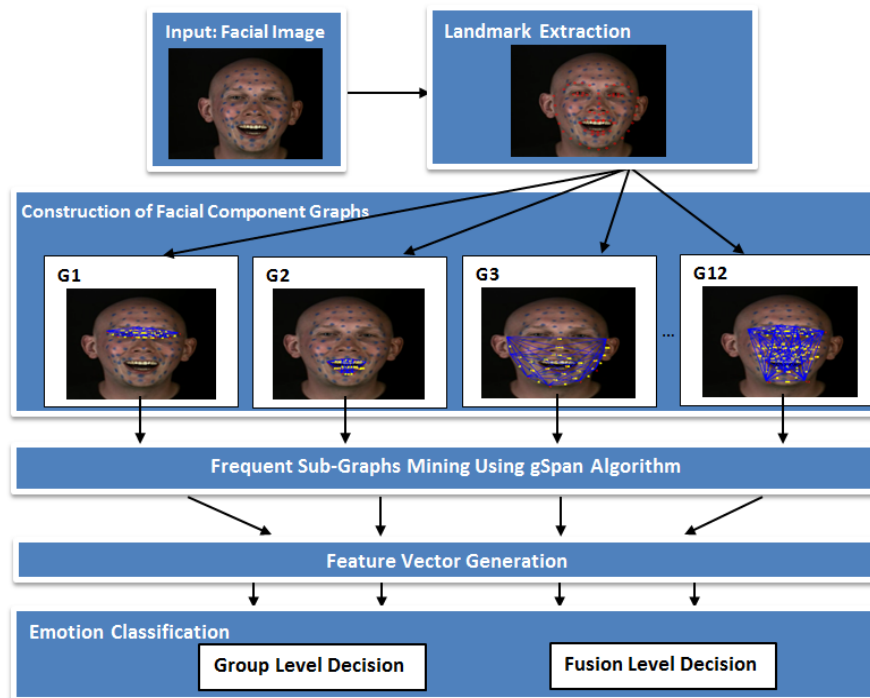 Input: Facial Image
Landmark Extraction
Construction of Facial Component Graphs
G1
G2
G3
...
G12
Frequent Sub-Graphs Mining Using gSpan Algorithm
Feature Vector Generation
Emotion Classification
Group Level Decision
Fusion Level Decision